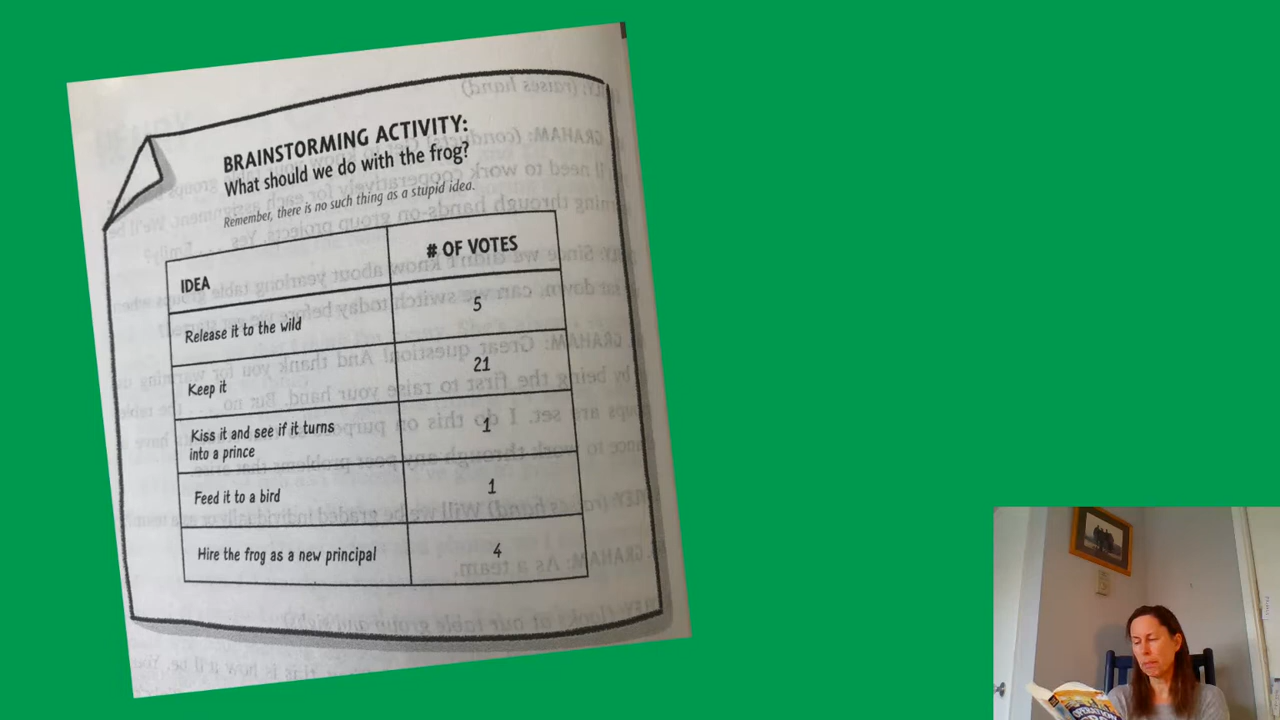 BRAINSTORMING ACTIVITY:
What should we do with the frog?
Remember, there is no such thing as a stupid idea.
IDEA # OF VOTES
Release it to the wild 5
Keep it 21
Kiss it and see if it turns
into a prince 1
Feed it to a bird 1
Hire the frog as a new principal 4